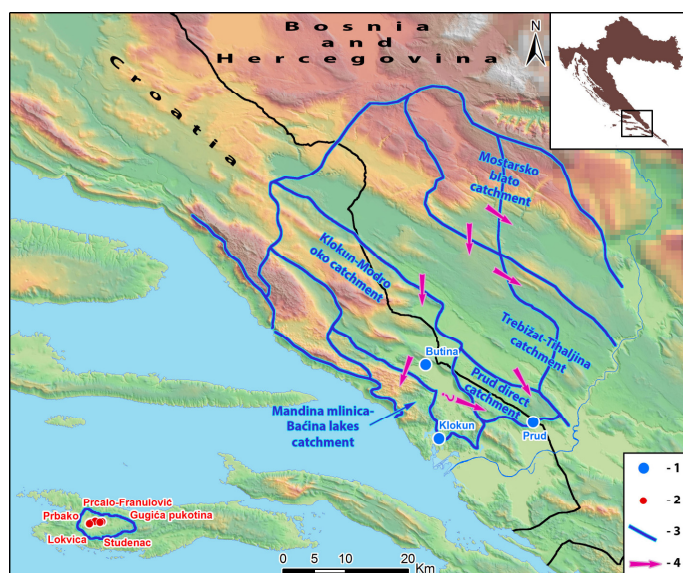 Bosnia
and
Hercegovina
N
Croatia
Mostarsko
blato
catchment
Klokun-Modro
oko catchment
Trebižat-Tihaljina
catchment
Butina
Prud direct
catchment
?
Mandina mlinica-
Baćina lakes
catchment
Klokun
Prud
Prcalo-Franulović
Prbako
Gugića pukotina
Lokvica
Studenac
- 1
- 2
- 3
- 4
0 5 10 20
Km